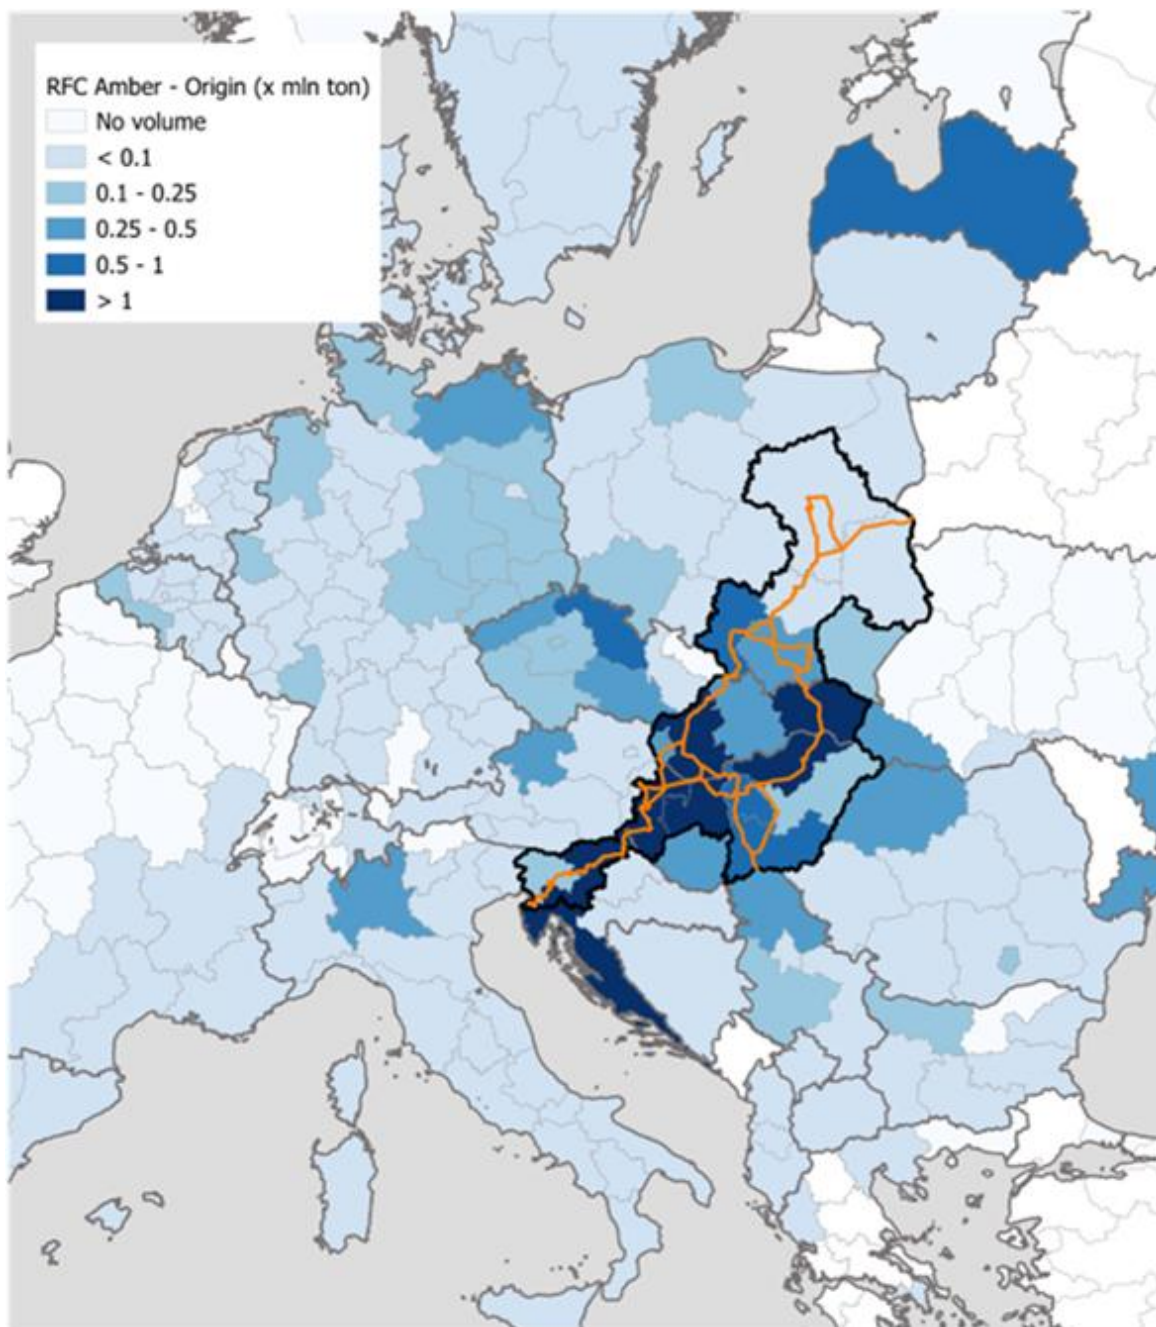 RFC Amber - Origin (x mln ton)
No volume
< 0.1
0.1 - 0.25
0.25 - 0.5
0.5 - 1
> 1